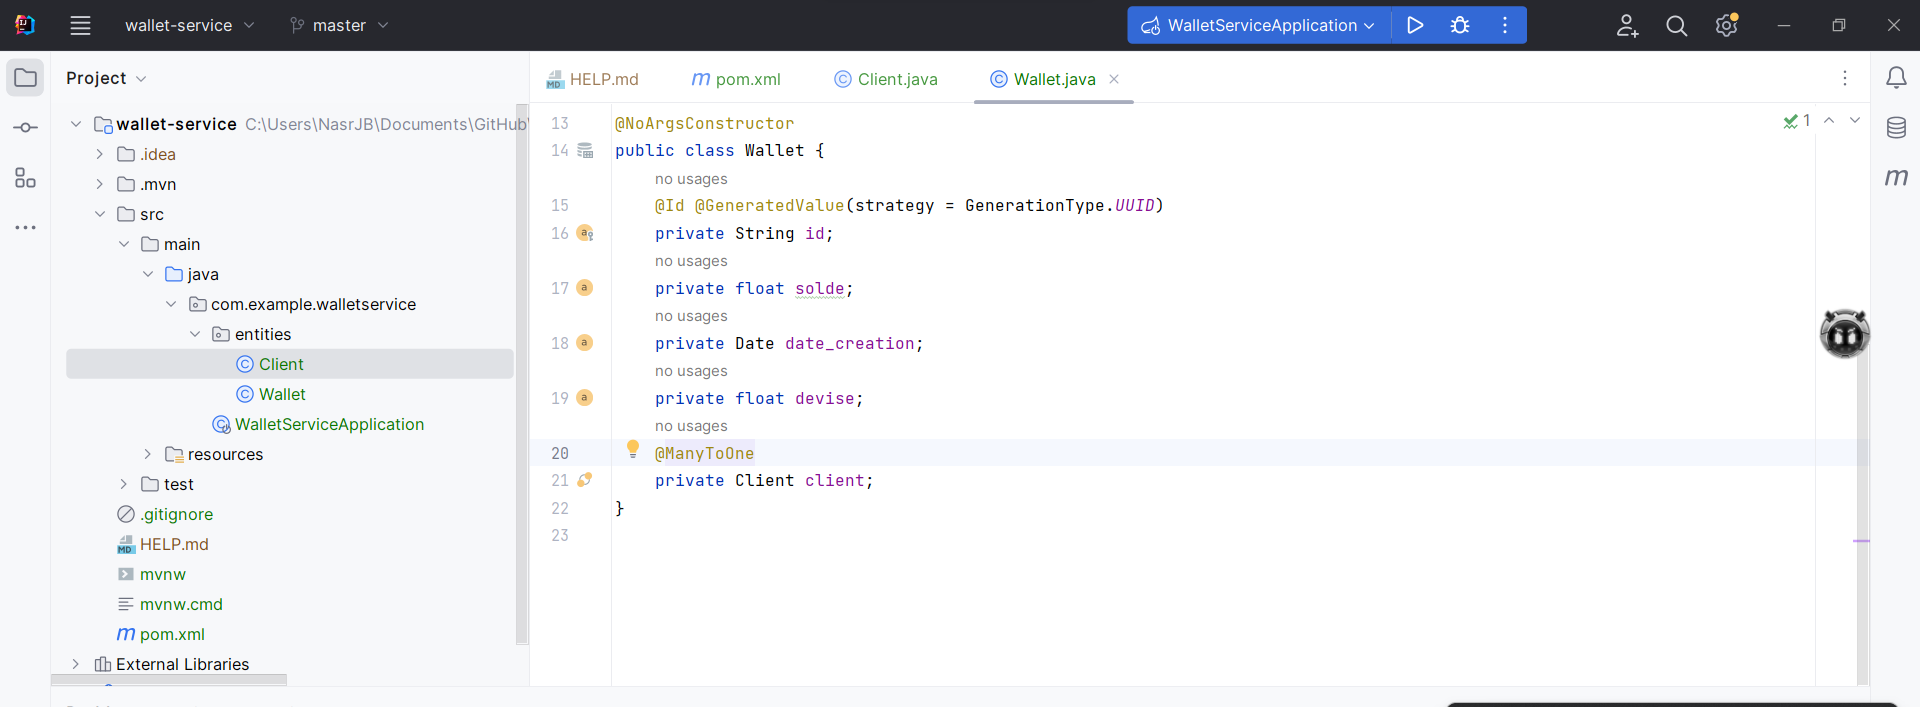 wallet-service
master
WalletServiceApplication
Project
HELP.md
pom.xml
Client.java
Wallet.java
wallet-service C:\Users\NasrJB\Documents\GitHub\
.idea
.mvn
src
main
java
com.example.walletservice
entities
Client
Wallet
WalletServiceApplication
resources
test
.gitignore
HELP.md
mvnw
mvnw.cmd
pom.xml
External Libraries
1
13 @NoArgsConstructor
14 public class Wallet {
no usages
15 @Id @GeneratedValue(strategy = GenerationType.UUID)
16 private String id;
no usages
17 private float solde;
no usages
18 private Date date_creation;
no usages
19 private float devise;
no usages
20 @ManyToOne
21 private Client client;
22 }
23